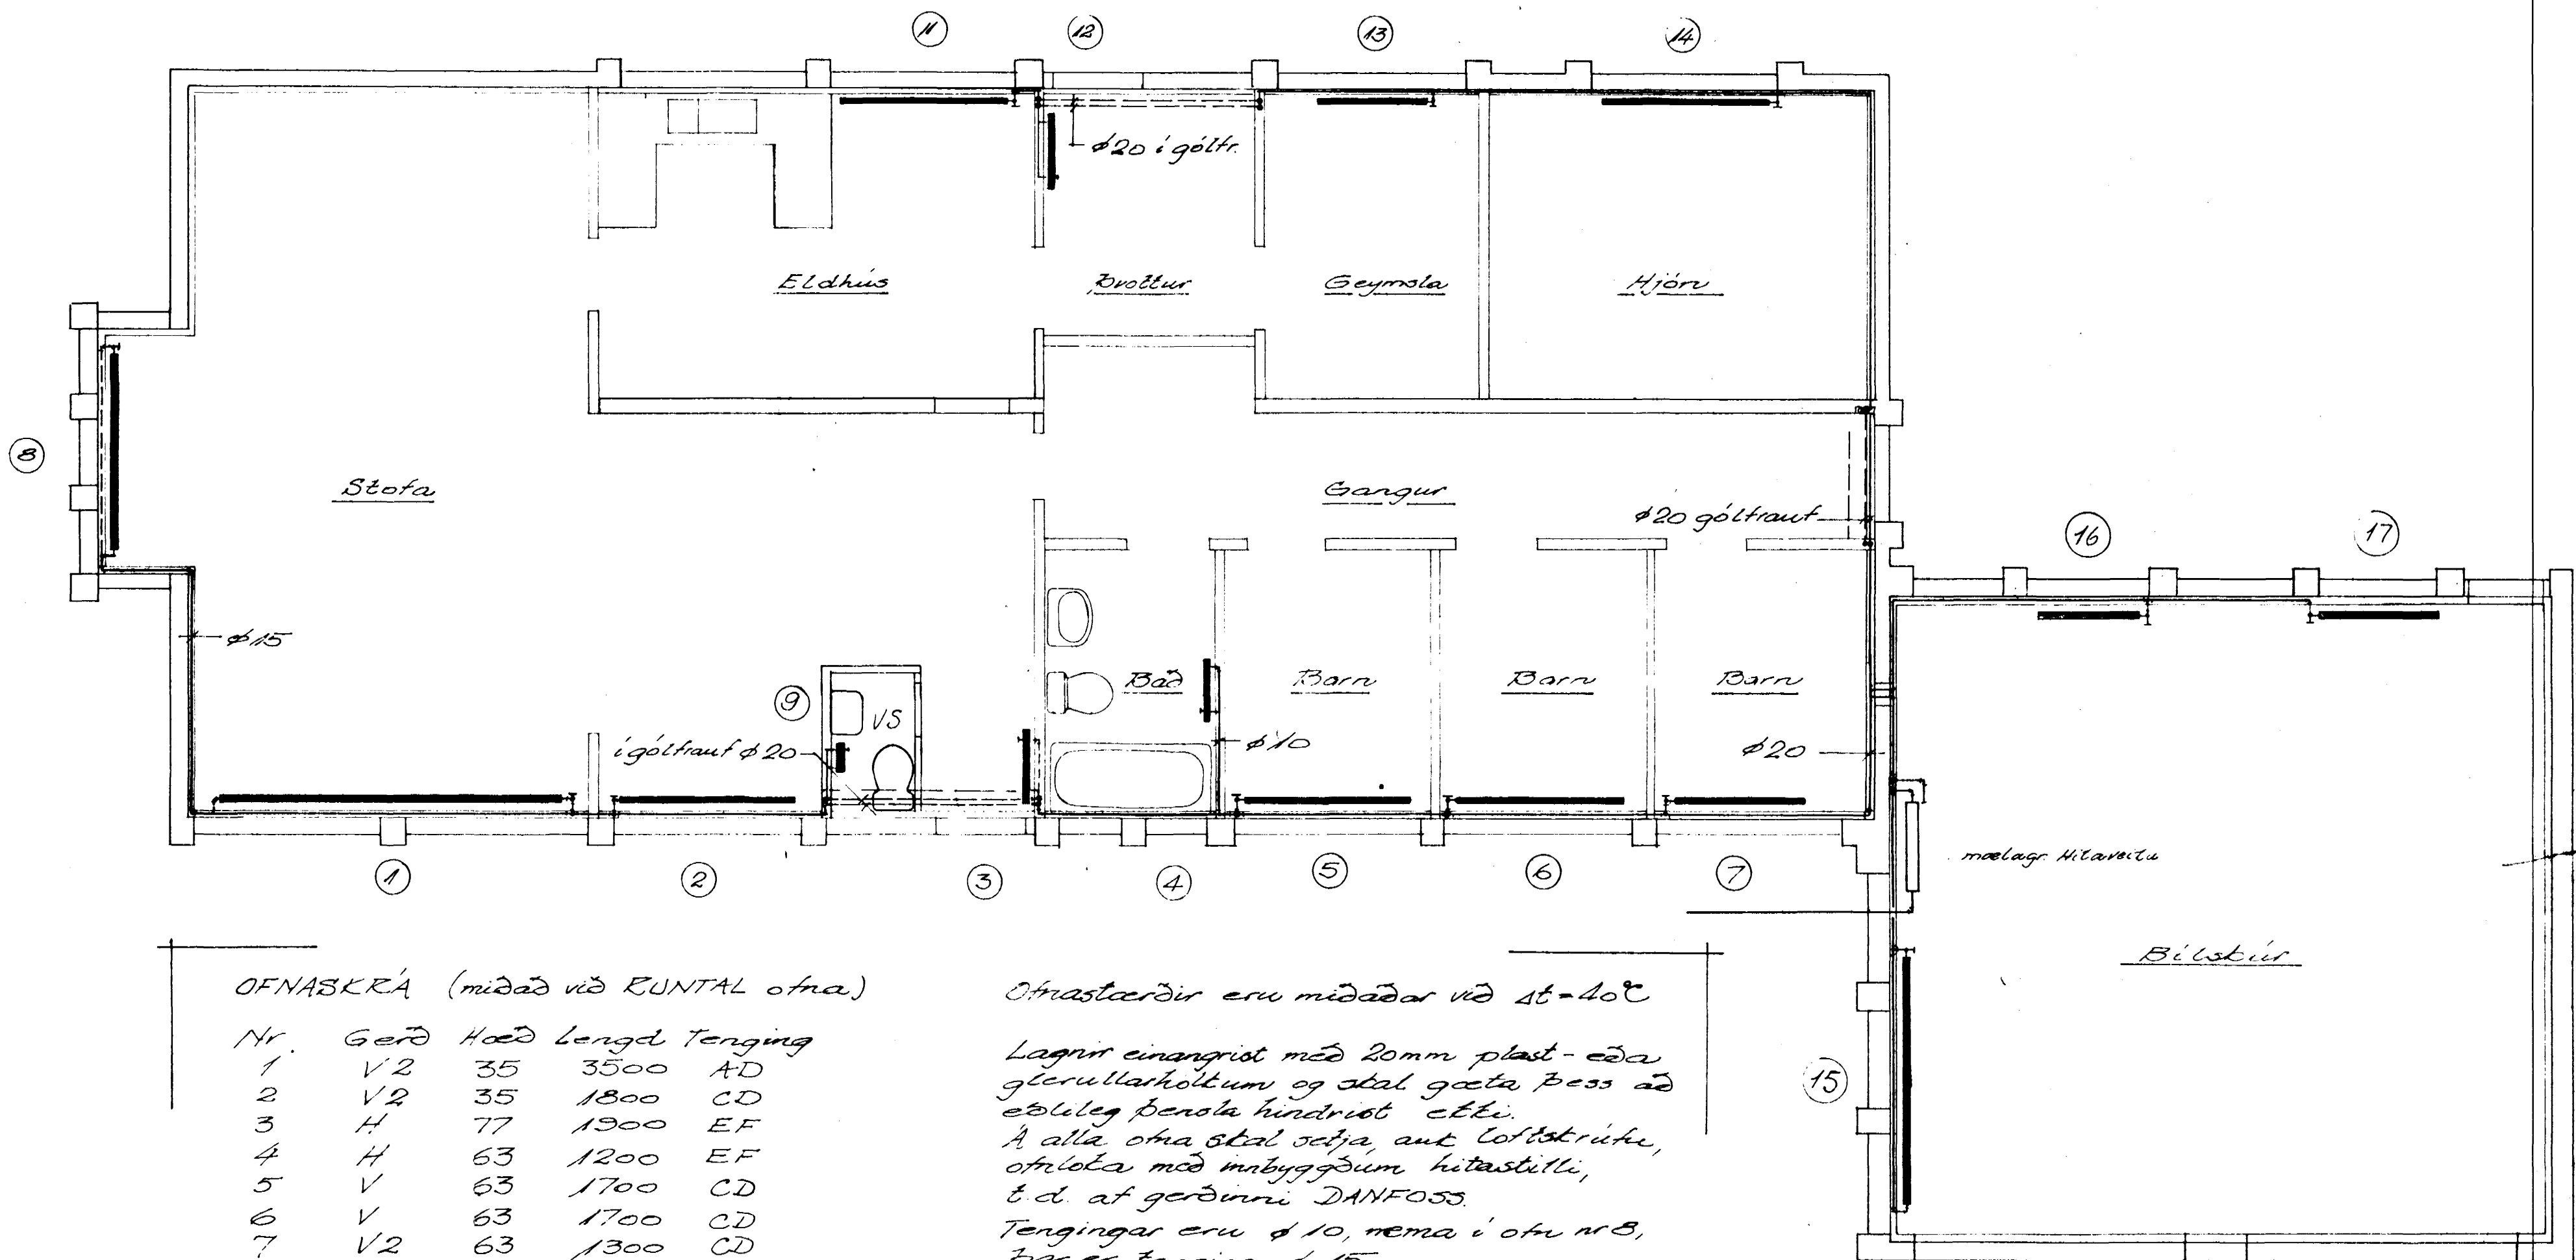 11
12
13
14
ø20 í gólfr.
Eldhús
Þvottur
Geymsla
Hjón
8
Stofa
Gangur
ø20 gólfrauf
16
17
ø15
9
VS
Bað
Barn
Barn
Barn
í gólfrauf ø20
ø10
ø20
1
2
3
4
5
6
7
mælagr. Hitaveitu
Bílskúr
15
OFNASKRÁ (miðað við RUNTAL ofna)
Nr. Gerð Hæð Lengd Tenging
1 V2 35 3500 AD
2 V2 35 1800 CD
3 H 77 1900 EF
4 H 63 1200 EF
5 V 63 1700 CD
6 V 63 1700 CD
7 V2 63 1300 CD
Ofnastærðir eru miðaðar við Δt=40°C
Lagnir einangrist með 20mm plast- eða
glerullarhólkum og skal gæta þess að
eðlileg þensla hindrist ekki.
Á alla ofna skal setja, auk loftskrúfu,
ofnloka með innbyggðum hitastilli,
t.d. af gerðinni DANFOSS.
Tengingar eru ø10, nema í ofn nr 8,
þar er tenging ø15